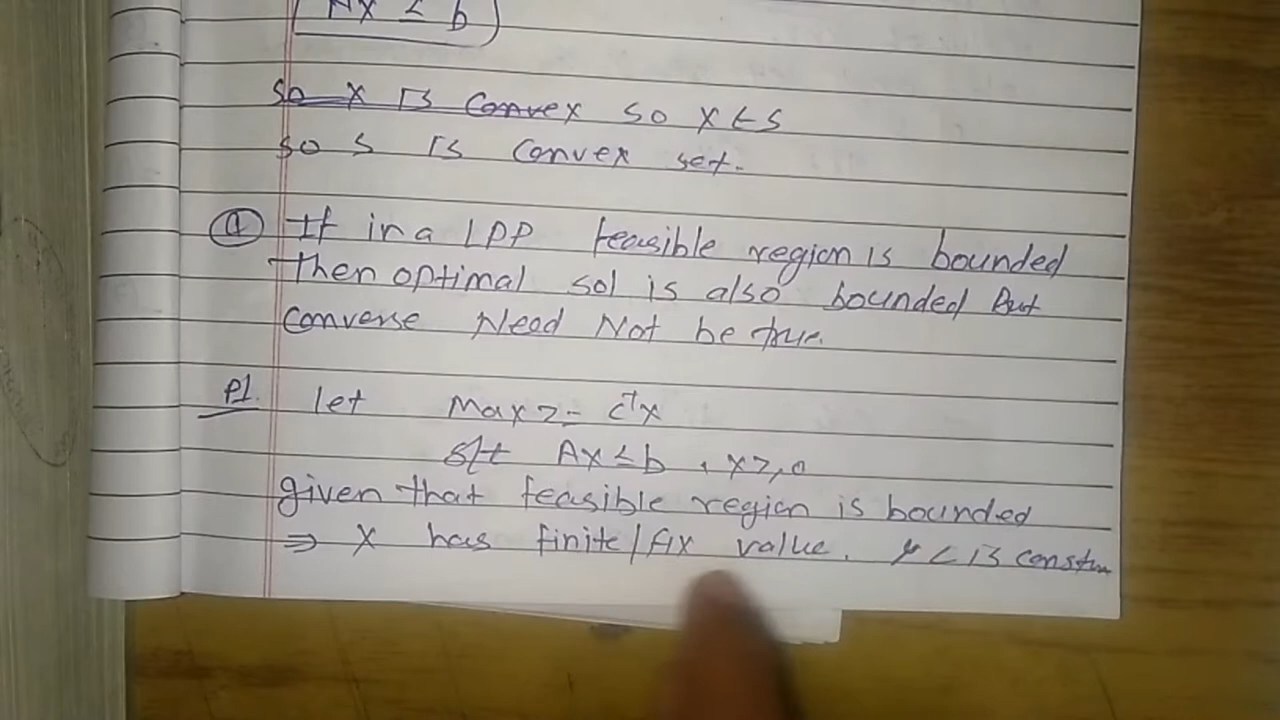 Ax ≤ b
so x is convex so x ∈ S
so S is convex set.
Q If in a LPP feasible region is bounded
then optimal sol is also bounded But
converse Need Not be true.
Pf. let Max z = cᵀx
s/t Ax ≤ b , x ≥, 0
given that feasible region is bounded
⇒ X has finite/fix value. & c is constn